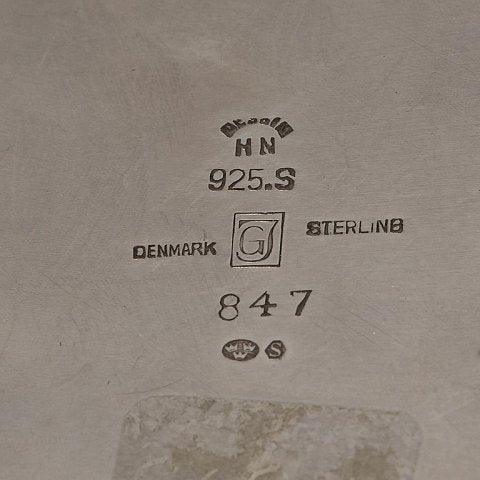 DESSIN
HN
925.S
DENMARK GJ STERLING
847
S